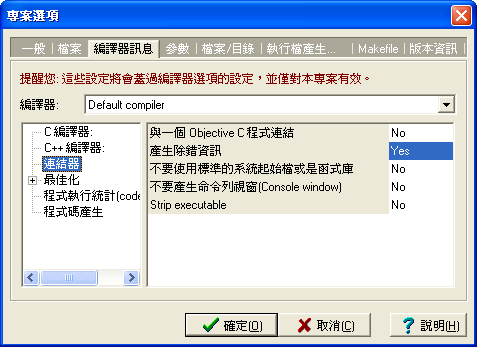 專案選項
一般 | 檔案 | 編譯器訊息 | 參數 | 檔案/目錄 | 執行檔產生... | Makefile | 版本資訊 |
提醒您: 這些設定將會蓋過編譯器選項的設定，並僅對本專案有效。
編譯器: Default compiler
C 編譯器:
C++ 編譯器:
連結器
最佳化
程式執行統計(code
程式碼產生
與一個 Objective C 程式連結 No
產生除錯資訊 Yes
不要使用標準的系統起始檔或是函式庫 No
不要產生命令列視窗(Console window) No
Strip executable No
確定(O) 取消(C) 說明(H)